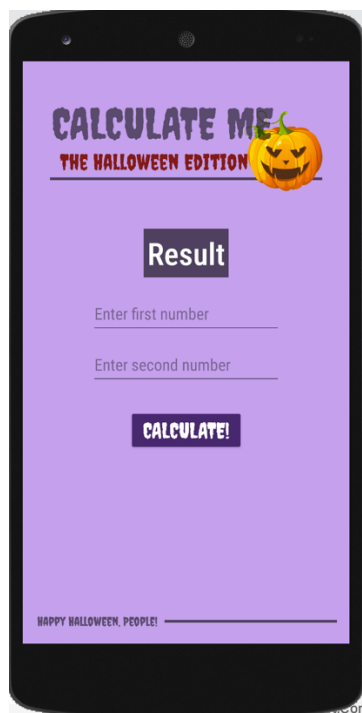 CALCULATE ME
THE HALLOWEEN EDITION
Result
Enter first number
Enter second number
CALCULATE!
HAPPY HALLOWEEN, PEOPLE!